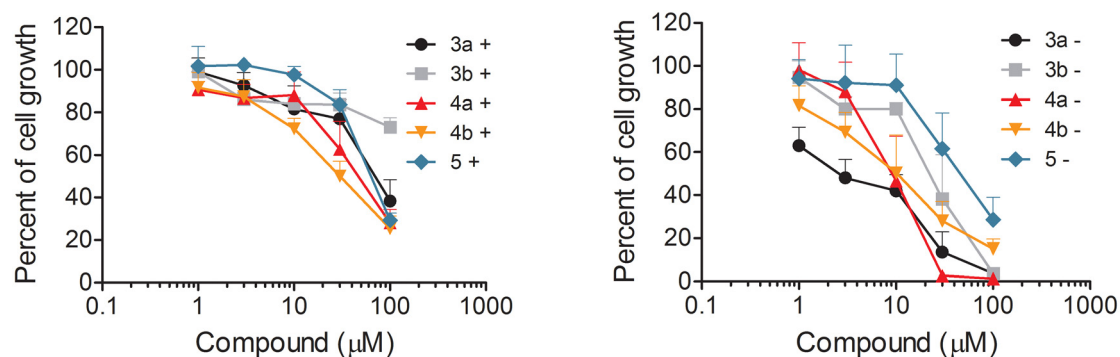 Percent of cell growth
120
100
80
60
40
20
0
0.1 1 10 100 1000
Compound (μM)
3a +
3b +
4a +
4b +
5 +
Percent of cell growth
120
100
80
60
40
20
0
0.1 1 10 100 1000
Compound (μM)
3a -
3b -
4a -
4b -
5 -